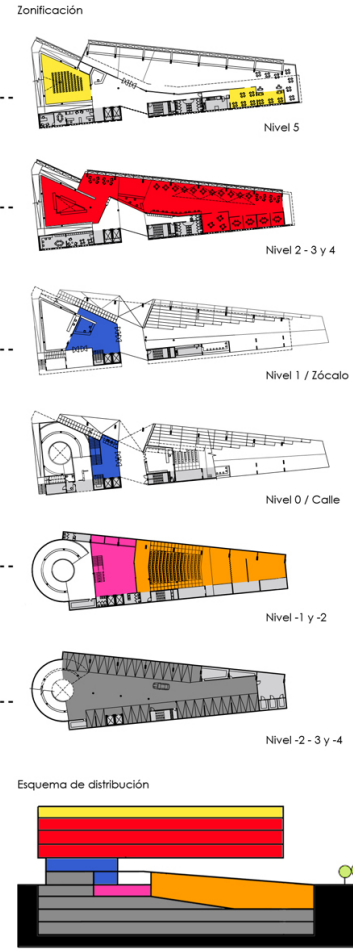 Zonificación
Nivel 5
Nivel 2 - 3 y 4
Nivel 1 / Zócalo
Nivel 0 / Calle
Nivel -1 y -2
Nivel -2 - 3 y -4
Esquema de distribución